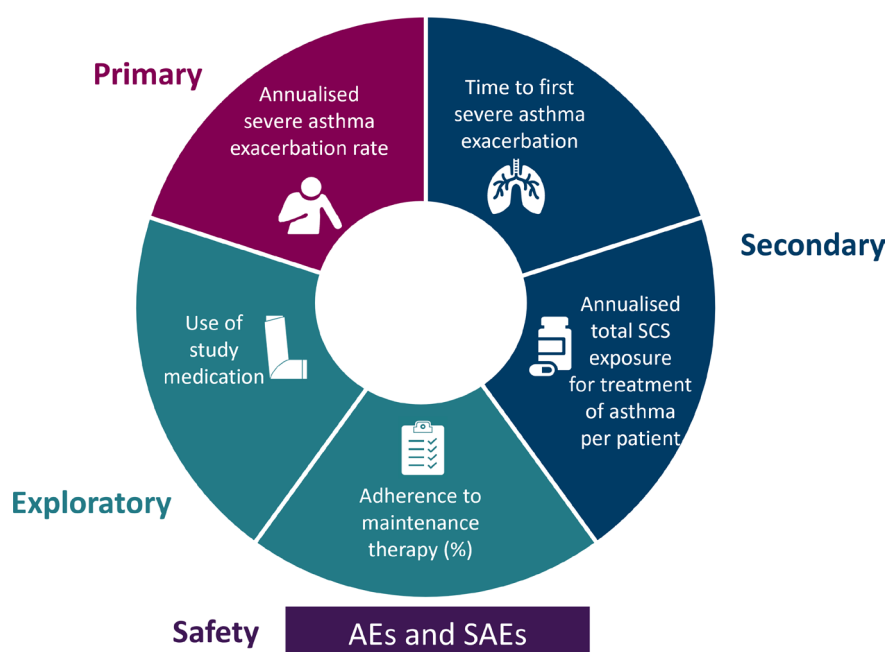 Primary
Annualised
severe asthma
exacerbation rate
Time to first
severe asthma
exacerbation
Secondary
Annualised
total SCS
exposure
for treatment
of asthma
per patient
Use of
study
medication
Exploratory
Adherence to
maintenance
therapy (%)
Safety
AEs and SAEs